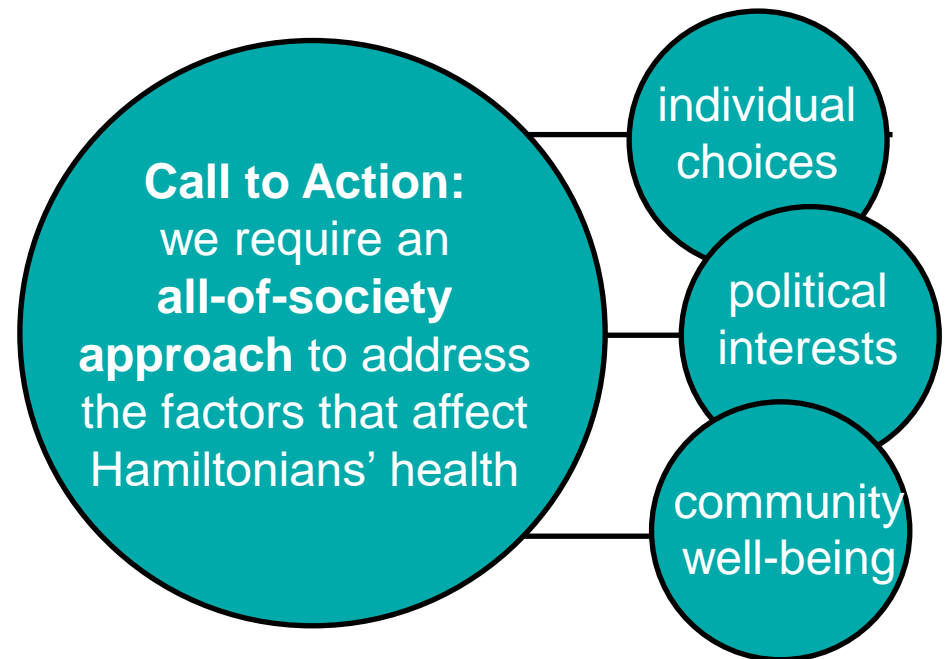 Call to Action:
we require an
all-of-society
approach to address
the factors that affect
Hamiltonians’ health
individual
choices
political
interests
community
well-being